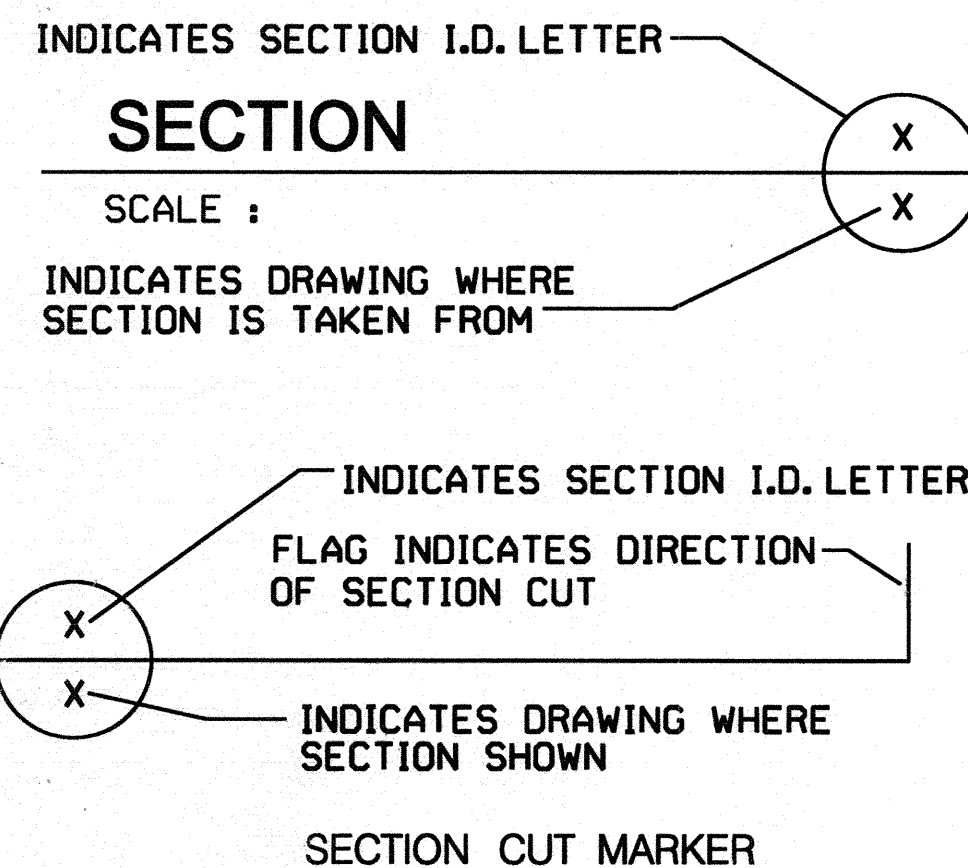 INDICATES SECTION I.D. LETTER
SECTION
X
SCALE :
X
INDICATES DRAWING WHERE
SECTION IS TAKEN FROM
INDICATES SECTION I.D. LETTER
FLAG INDICATES DIRECTION
OF SECTION CUT
X
X
INDICATES DRAWING WHERE
SECTION SHOWN
SECTION CUT MARKER